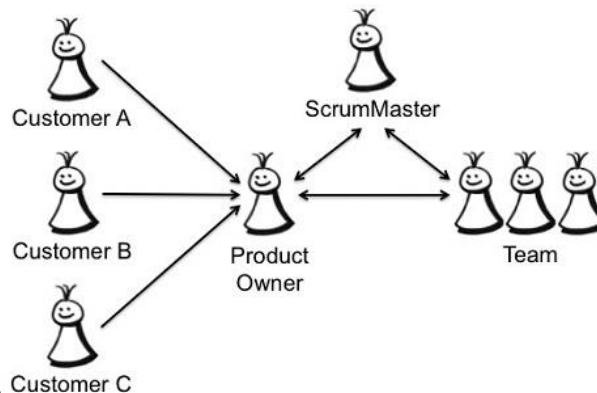 Customer A
ScrumMaster
Customer B
Product
Owner
Team
Customer C